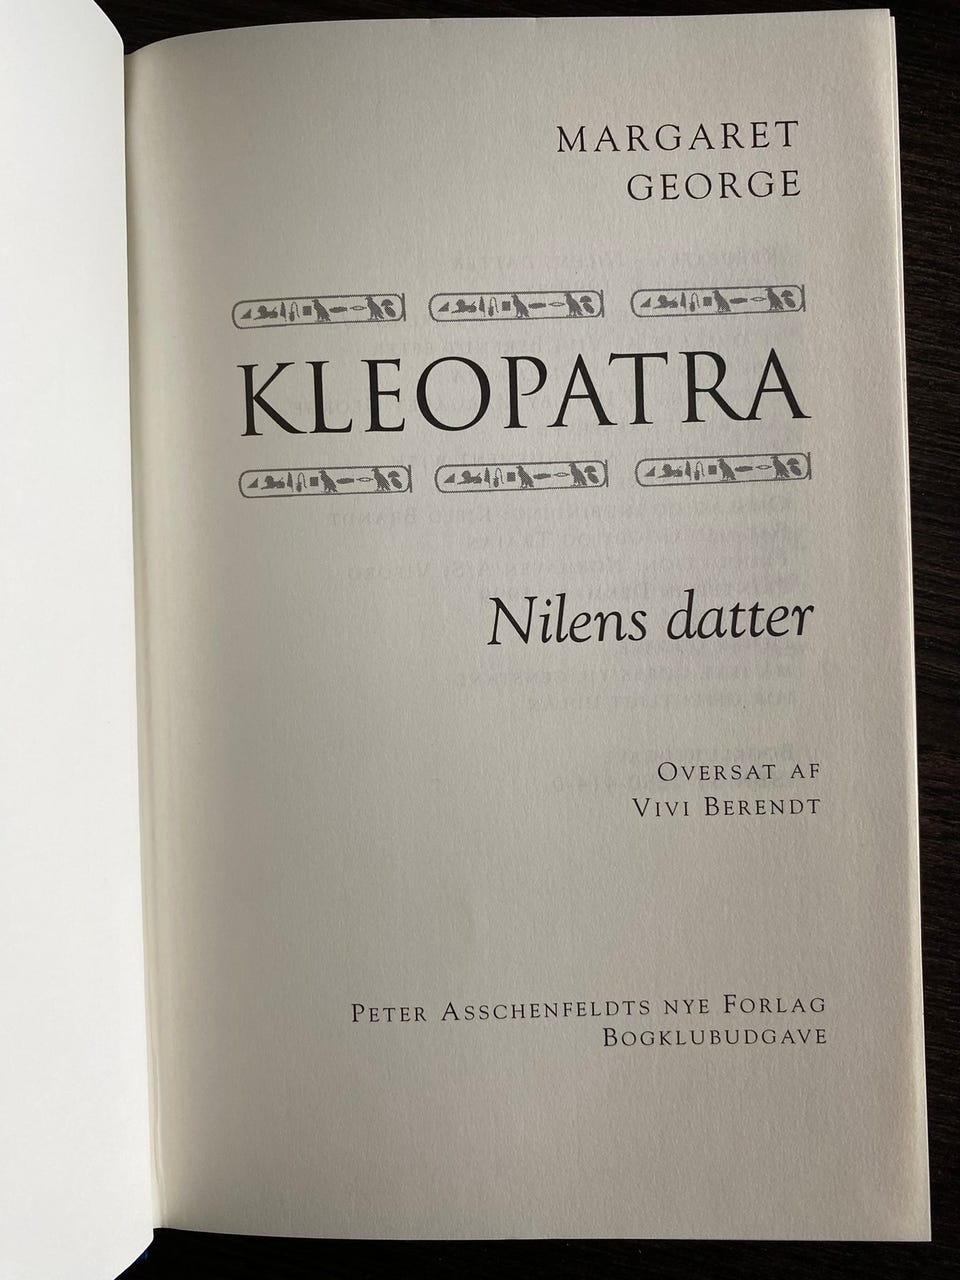 MARGARET
GEORGE
KLEOPATRA
Nilens datter
OVERSAT AF
VIVI BERENDT
PETER ASSCHENFELDTS NYE FORLAG
BOGKLUBUDGAVE